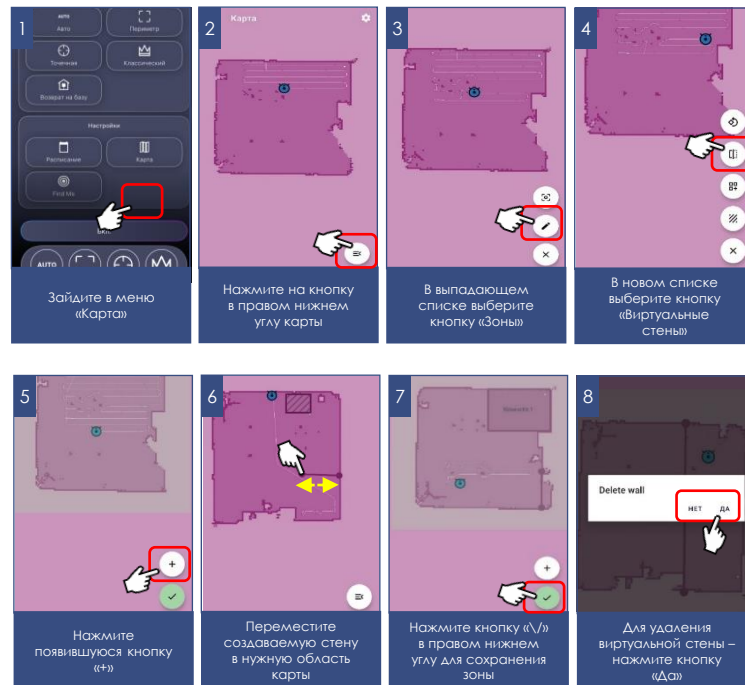 1
Авто
Периметр
Точечная
Классический
Возврат на базу
Настройки
Расписание
Карта
Find Me
AUTO
Зайдите в меню
«Карта»
2
Карта
Нажмите на кнопку
в правом нижнем
углу карты
3
В выпадающем
списке выберите
кнопку «Зоны»
4
В новом списке
выберите кнопку
«Виртуальные
стены»
5
+
Нажмите
появившуюся кнопку
«+»
6
Переместите
создаваемую стену
в нужную область
карты
7
+
Нажмите кнопку «\/»
в правом нижнем
углу для сохранения
зоны
8
Delete wall
НЕТ ДА
Для удаления
виртуальной стены –
нажмите кнопку
«Да»